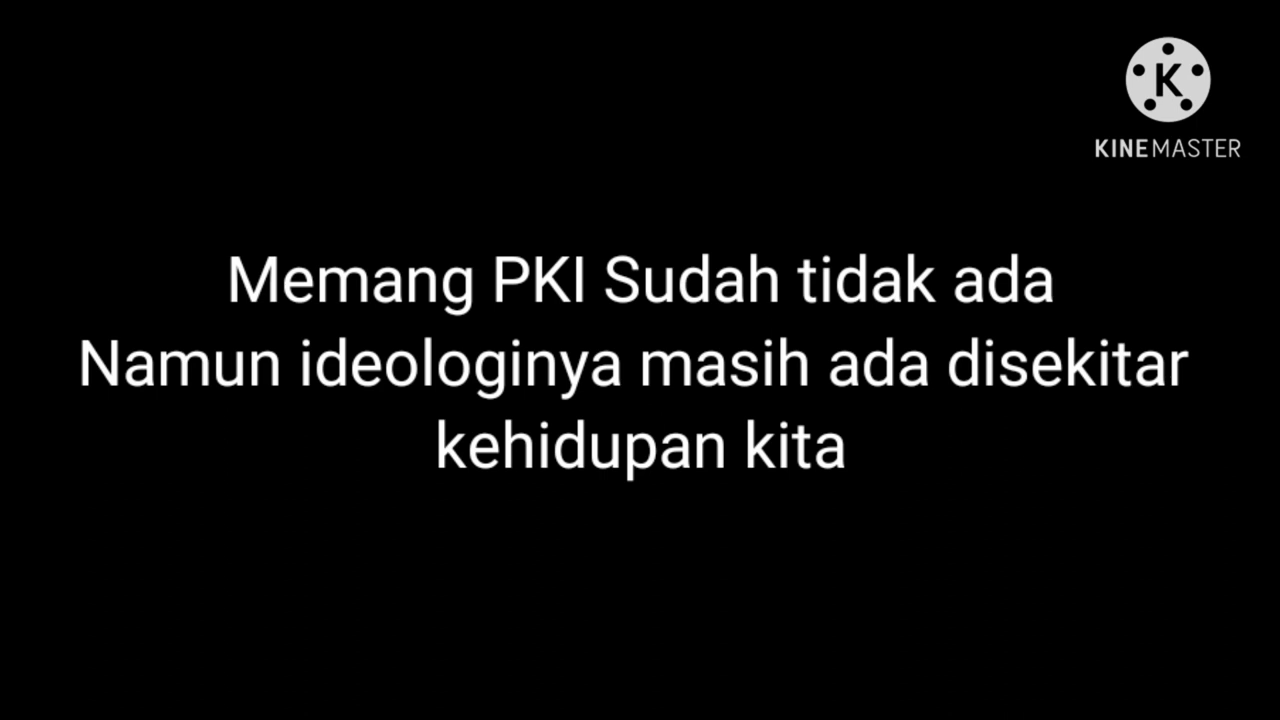 K
KINEMASTER
Memang PKI Sudah tidak ada
Namun ideologinya masih ada disekitar
kehidupan kita